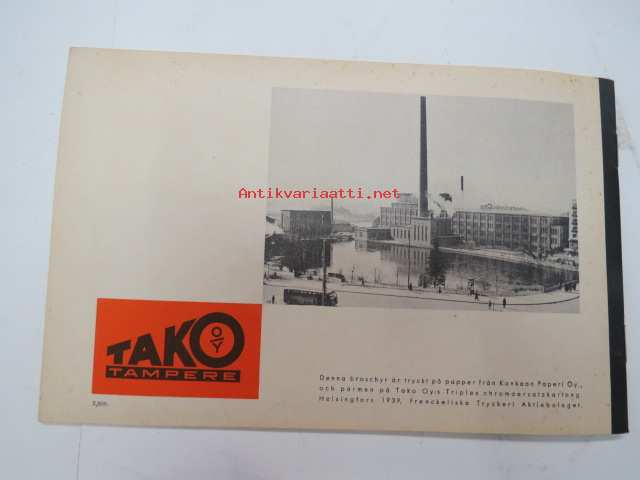 Antikvariaatti.net
TAKO
OY
TAMPERE
Denna broschyr är tryckt på papper från Kankaan Paperi Oy.,
och pärmen på Tako Oy:s Triplex chromoersatzkartong
Helsingfors 1939, Frenckellska Tryckeri Aktiebolaget.